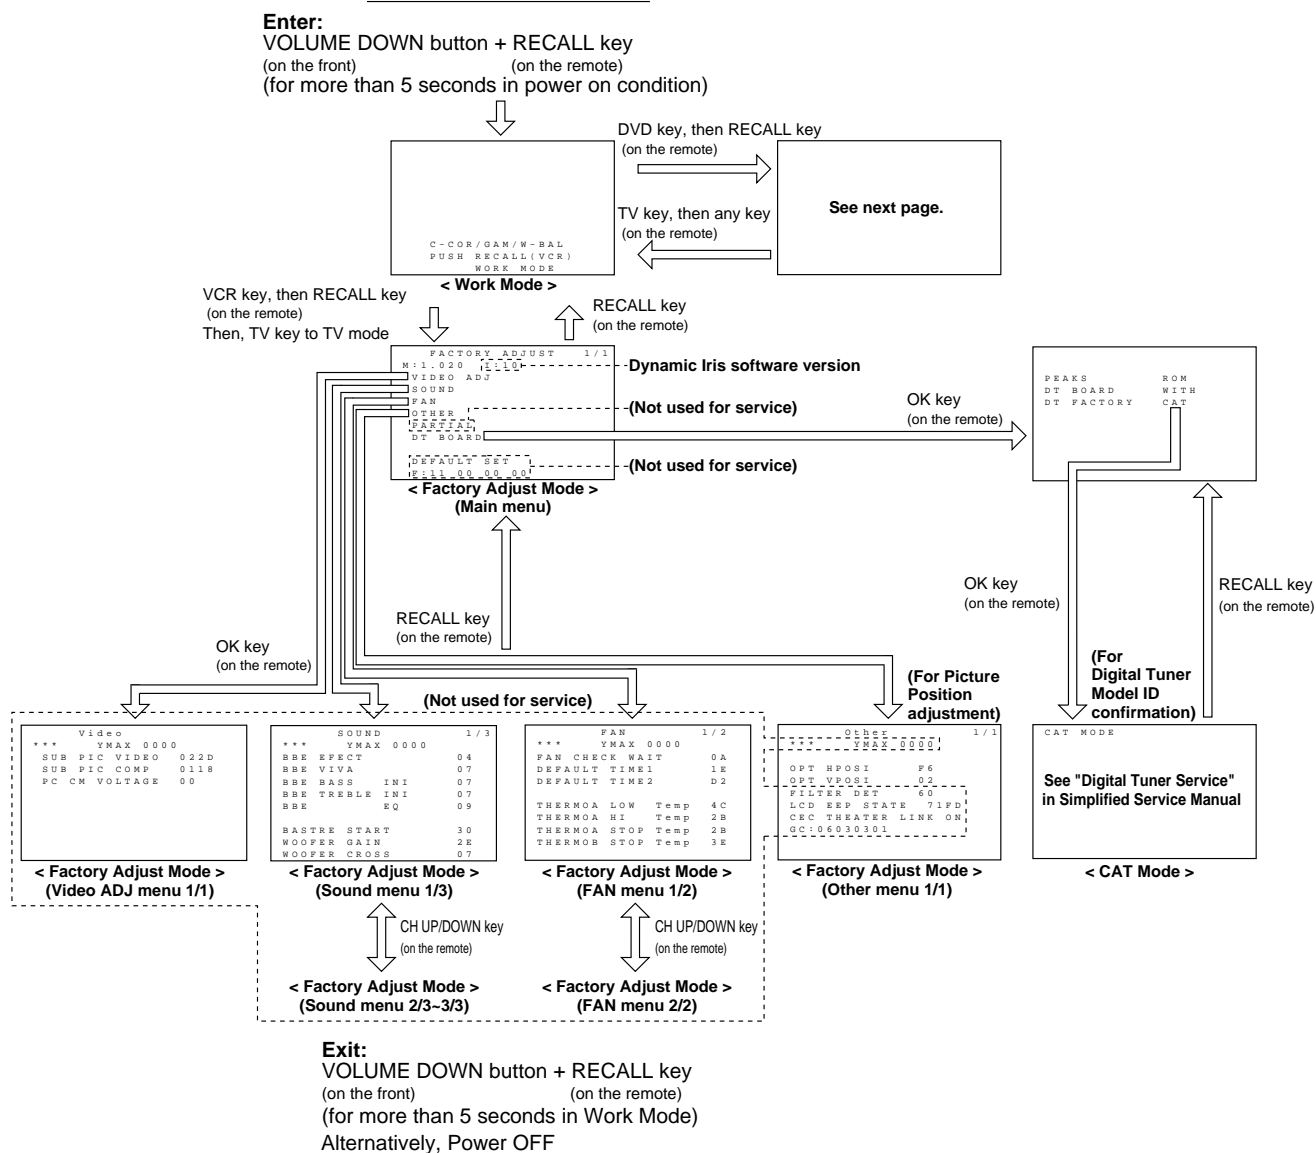 Enter:
VOLUME DOWN button + RECALL key
(on the front) (on the remote)
(for more than 5 seconds in power on condition)
DVD key, then RECALL key
(on the remote)
See next page.
TV key, then any key
(on the remote)
C-COR/GAM/W-BAL
PUSH RECALL(VCR)
WORK MODE
< Work Mode >
VCR key, then RECALL key
(on the remote)
Then, TV key to TV mode
RECALL key
(on the remote)
FACTORY ADJUST 1/1
M:1.020 I:10
VIDEO ADJ
SOUND
FAN
OTHER
PARTIAL
DT BOARD
DEFAULT SET
F:11 00 00 00
Dynamic Iris software version
(Not used for service)
(Not used for service)
< Factory Adjust Mode >
(Main menu)
OK key
(on the remote)
PEAKS ROM
DT BOARD WITH
DT FACTORY CAT
OK key
(on the remote)
RECALL key
(on the remote)
RECALL key
(on the remote)
OK key
(on the remote)
(Not used for service)
(For Picture
Position
adjustment)
(For
Digital Tuner
Model ID
confirmation)
Video
*** YMAX 0000
SUB PIC VIDEO 022D
SUB PIC COMP 0118
PC CM VOLTAGE 00
< Factory Adjust Mode >
(Video ADJ menu 1/1)
SOUND 1/3
*** YMAX 0000
BBE EFECT 04
BBE VIVA 07
BBE BASS INI 07
BBE TREBLE INI 07
BBE EQ 09
BASTRE START 30
WOOFER GAIN 2E
WOOFER CROSS 07
< Factory Adjust Mode >
(Sound menu 1/3)
CH UP/DOWN key
(on the remote)
< Factory Adjust Mode >
(Sound menu 2/3~3/3)
FAN 1/2
*** YMAX 0000
FAN CHECK WAIT 0A
DEFAULT TIME1 1E
DEFAULT TIME2 D2
THERMOA LOW Temp 4C
THERMOA HI Temp 2B
THERMOA STOP Temp 2B
THERMOB STOP Temp 3E
< Factory Adjust Mode >
(FAN menu 1/2)
CH UP/DOWN key
(on the remote)
< Factory Adjust Mode >
(FAN menu 2/2)
Other 1/1
*** YMAX 0000
OPT HPOSI F6
OPT VPOSI 02
FILTER DET 60
LCD EEP STATE 71FD
CEC THEATER LINK ON
GC:06030301
< Factory Adjust Mode >
(Other menu 1/1)
CAT MODE
See "Digital Tuner Service"
in Simplified Service Manual
< CAT Mode >
Exit:
VOLUME DOWN button + RECALL key
(on the front) (on the remote)
(for more than 5 seconds in Work Mode)
Alternatively, Power OFF